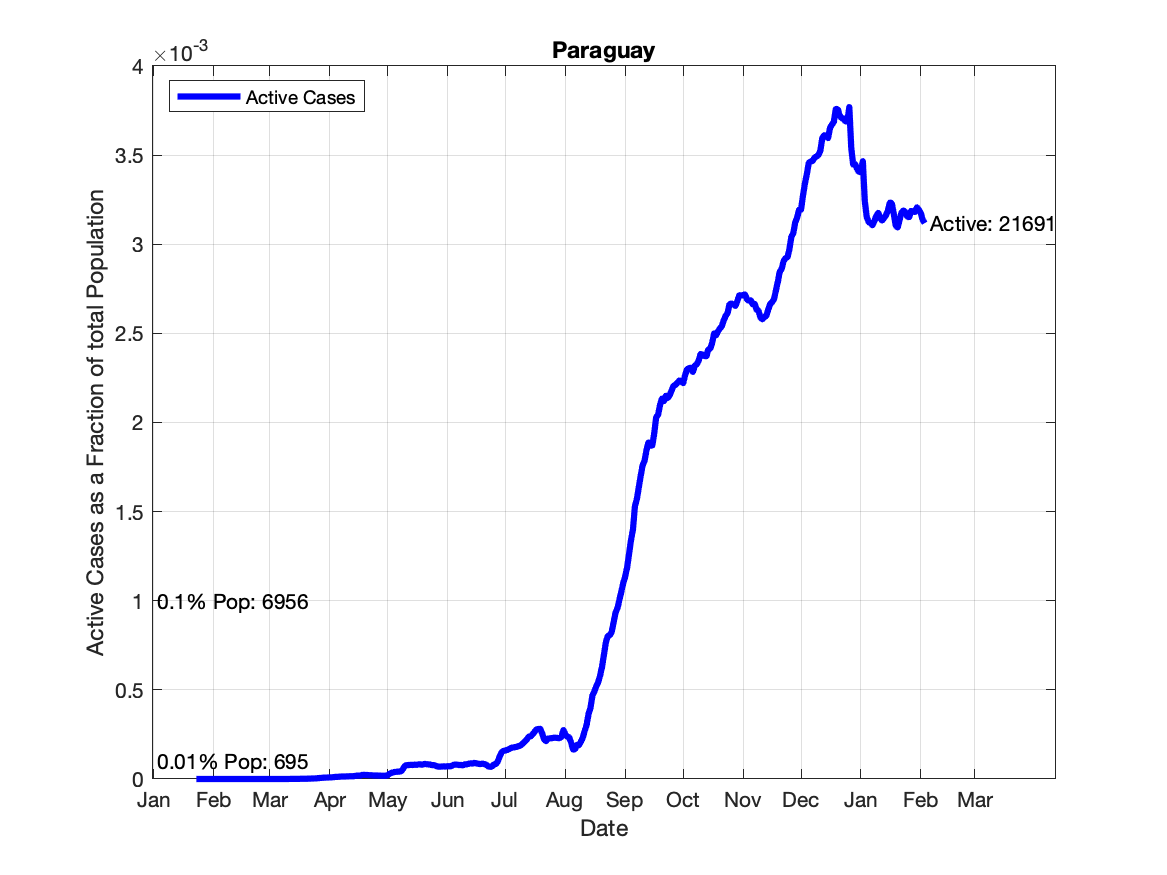 Paraguay
×10-3
Active Cases
4
3.5
3
2.5
2
1.5
1
0.5
0
Active Cases as a Fraction of total Population
Active: 21691
0.1% Pop: 6956
0.01% Pop: 695
Jan Feb Mar Apr May Jun Jul Aug Sep Oct Nov Dec Jan Feb Mar
Date